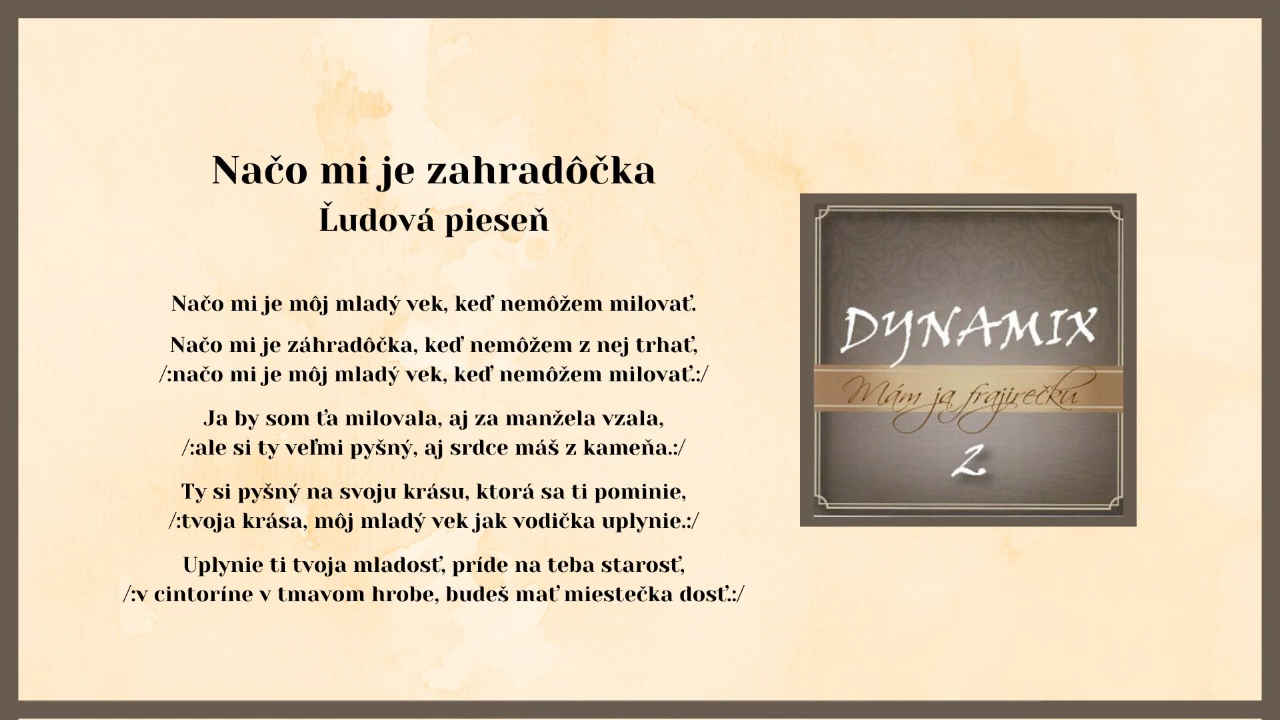 Načo mi je zahradôčka
Ľudová pieseň
Načo mi je môj mladý vek, keď nemôžem milovať.
Načo mi je záhradôčka, keď nemôžem z nej trhať,
/:načo mi je môj mladý vek, keď nemôžem milovať.:/
Ja by som ťa milovala, aj za manžela vzala,
/:ale si ty veľmi pyšný, aj srdce máš z kameňa.:/
Ty si pyšný na svoju krásu, ktorá sa ti pominie,
/:tvoja krása, môj mladý vek jak vodička uplynie.:/
Uplynie ti tvoja mladosť, príde na teba starosť,
/:v cintoríne v tmavom hrobe, budeš mať miestečka dosť.:/
DYNAMIX
Mám ja frajirečku
2